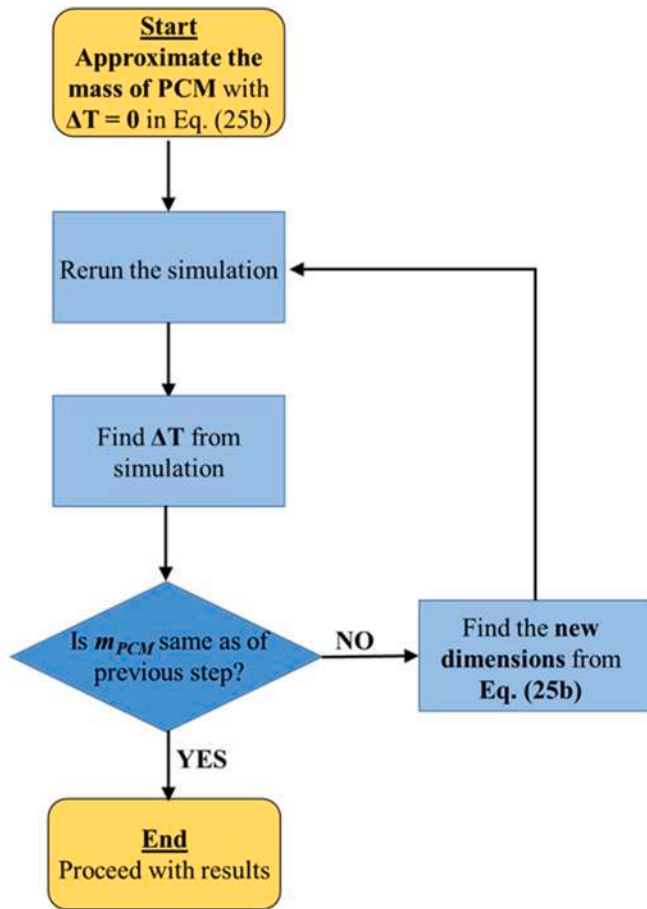 Start
Approximate the
mass of PCM with
ΔT = 0 in Eq. (25b)
Rerun the simulation
Find ΔT from
simulation
Is mPCM same as of
previous step?
NO
Find the new
dimensions from
Eq. (25b)
YES
End
Proceed with results